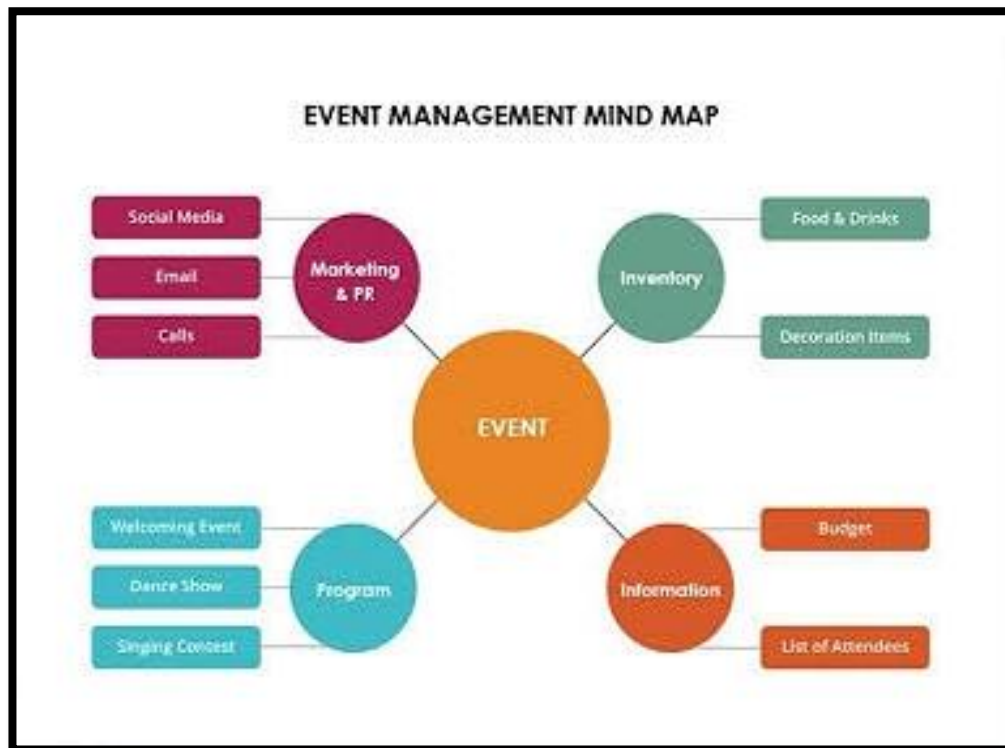 EVENT MANAGEMENT MIND MAP
Social Media
Email
Calls
Marketing
& PR
Inventory
Food & Drinks
Decoration Items
EVENT
Welcoming Event
Dance Show
Singing Contest
Program
Information
Budget
List of Attendees